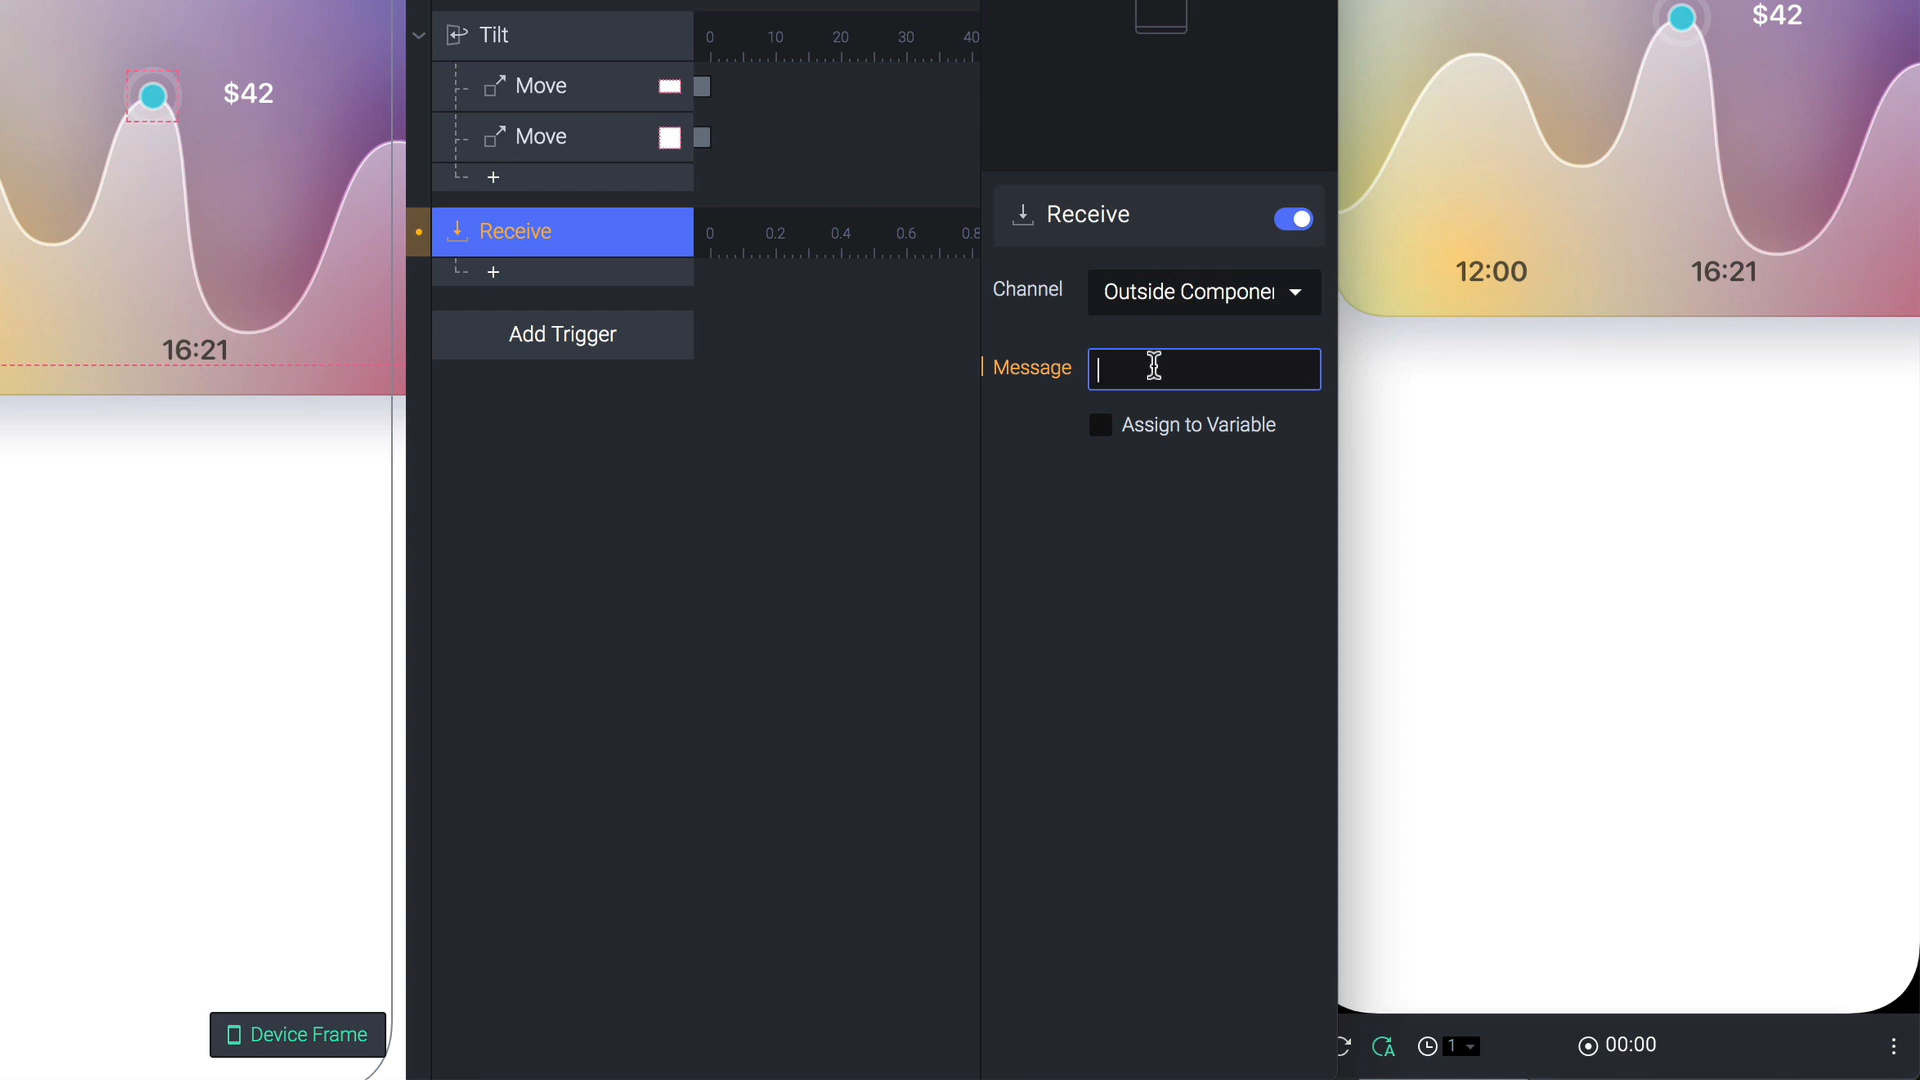 $42
16:21
Device Frame
Tilt
0 10 20 30 40
Move
Move
+
Receive
0 0.2 0.4 0.6 0.8
+
Add Trigger
Receive
Channel
Outside Componer
Message
Assign to Variable
$42
12:00 16:21
1
00:00